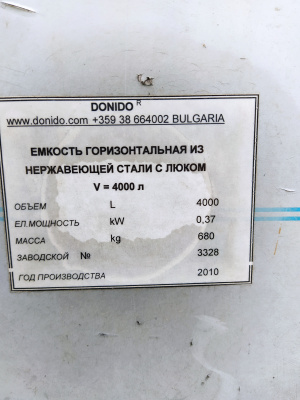 DONIDO ®
www.donido.com +359 38 664002 BULGARIA
ЕМКОСТЬ ГОРИЗОНТАЛЬНАЯ ИЗ
НЕРЖАВЕЮЩЕЙ СТАЛИ С ЛЮКОМ
V = 4000 л
ОБЪЕМ L 4000
ЕЛ.МОЩНОСТЬ kW 0,37
МАССА kg 680
ЗАВОДСКОЙ № 3328
ГОД ПРОИЗВОДСТВА 2010